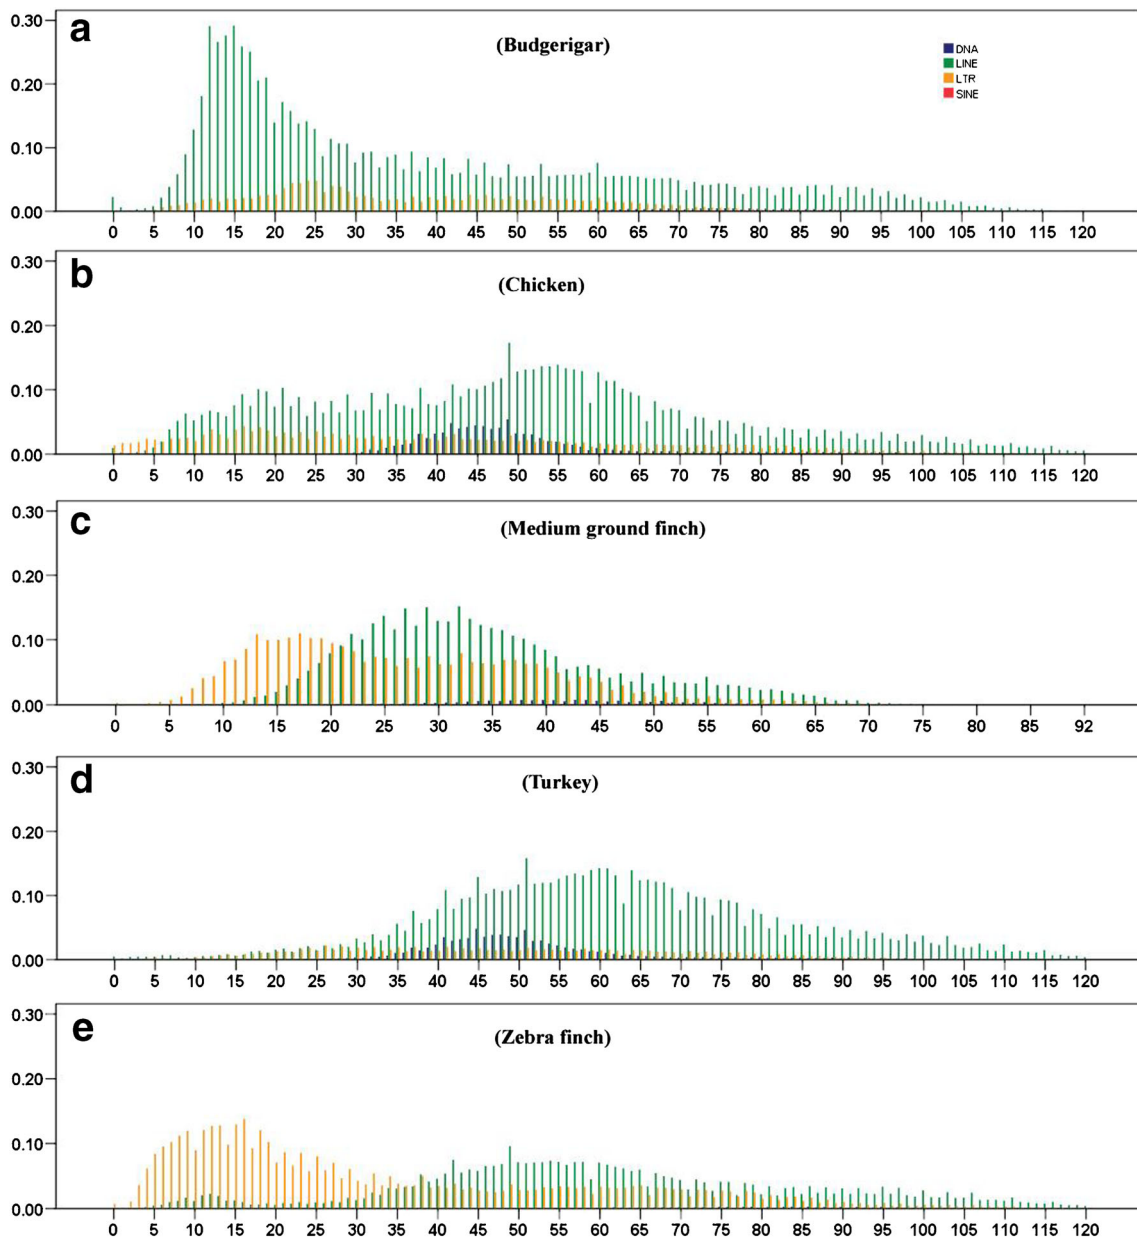 a
(Budgerigar)
DNA
LINE
LTR
SINE
0.30
0.20
0.10
0.00
0 5 10 15 20 25 30 35 40 45 50 55 60 65 70 75 80 85 90 95 100 105 110 115 120
b
(Chicken)
0.30
0.20
0.10
0.00
0 5 10 15 20 25 30 35 40 45 50 55 60 65 70 75 80 85 90 95 100 105 110 115 120
c
(Medium ground finch)
0.30
0.20
0.10
0.00
0 5 10 15 20 25 30 35 40 45 50 55 60 65 70 75 80 85 92
d
(Turkey)
0.30
0.20
0.10
0.00
0 5 10 15 20 25 30 35 40 45 50 55 60 65 70 75 80 85 90 95 100 105 110 115 120
e
(Zebra finch)
0.30
0.20
0.10
0.00
0 5 10 15 20 25 30 35 40 45 50 55 60 65 70 75 80 85 90 95 100 105 110 115 120